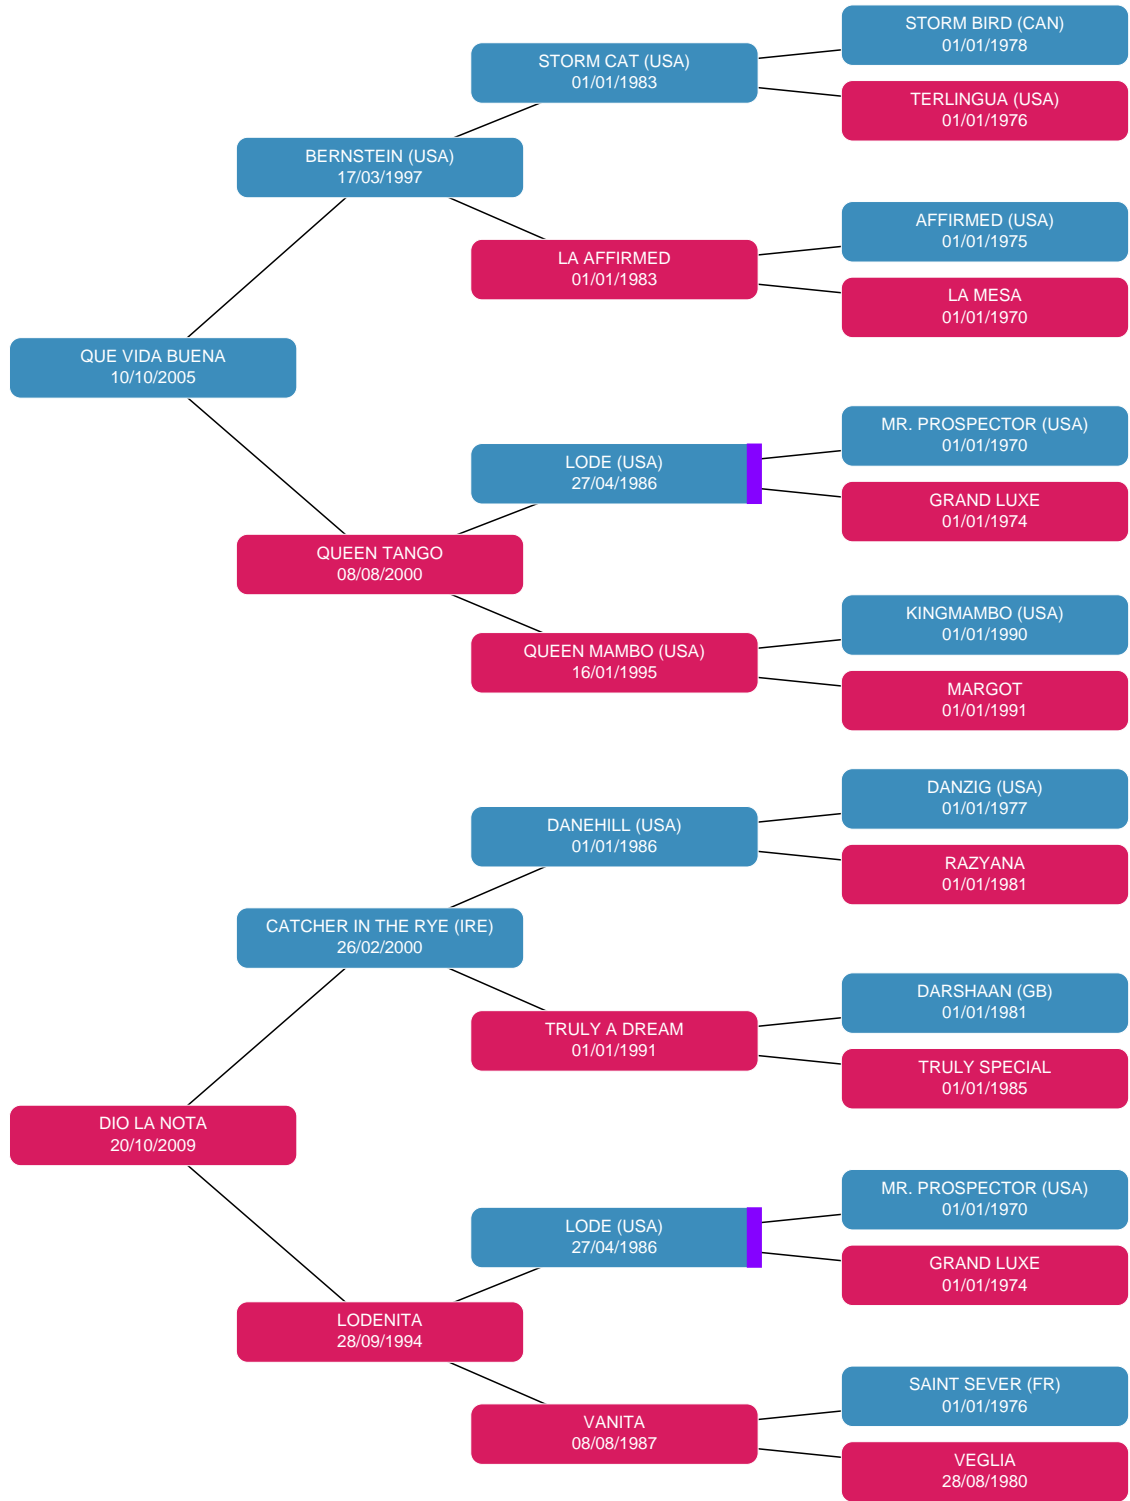 STORM BIRD (CAN)
01/01/1978
STORM CAT (USA)
01/01/1983
TERLINGUA (USA)
01/01/1976
BERNSTEIN (USA)
17/03/1997
AFFIRMED (USA)
01/01/1975
LA AFFIRMED
01/01/1983
LA MESA
01/01/1970
QUE VIDA BUENA
10/10/2005
MR. PROSPECTOR (USA)
01/01/1970
LODE (USA)
27/04/1986
GRAND LUXE
01/01/1974
QUEEN TANGO
08/08/2000
KINGMAMBO (USA)
01/01/1990
QUEEN MAMBO (USA)
16/01/1995
MARGOT
01/01/1991
DANZIG (USA)
01/01/1977
DANEHILL (USA)
01/01/1986
RAZYANA
01/01/1981
CATCHER IN THE RYE (IRE)
26/02/2000
DARSHAAN (GB)
01/01/1981
TRULY A DREAM
01/01/1991
TRULY SPECIAL
01/01/1985
DIO LA NOTA
20/10/2009
MR. PROSPECTOR (USA)
01/01/1970
LODE (USA)
27/04/1986
GRAND LUXE
01/01/1974
LODENITA
28/09/1994
SAINT SEVER (FR)
01/01/1976
VANITA
08/08/1987
VEGLIA
28/08/1980